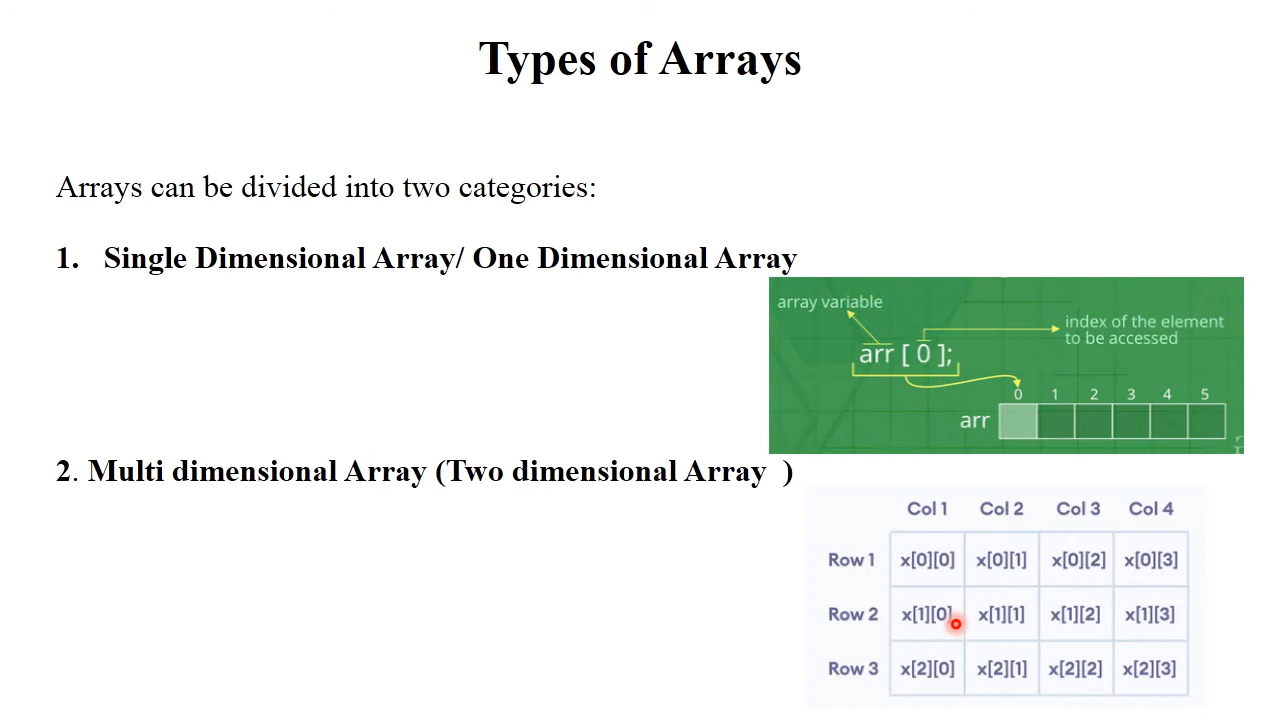 Types of Arrays
Arrays can be divided into two categories:
1. Single Dimensional Array/ One Dimensional Array
array variable
index of the element
to be accessed
arr [ 0 ];
0 1 2 3 4 5
arr
2. Multi dimensional Array (Two dimensional Array )
Col 1 Col 2 Col 3 Col 4
Row 1 x[0][0] x[0][1] x[0][2] x[0][3]
Row 2 x[1][0] x[1][1] x[1][2] x[1][3]
Row 3 x[2][0] x[2][1] x[2][2] x[2][3]